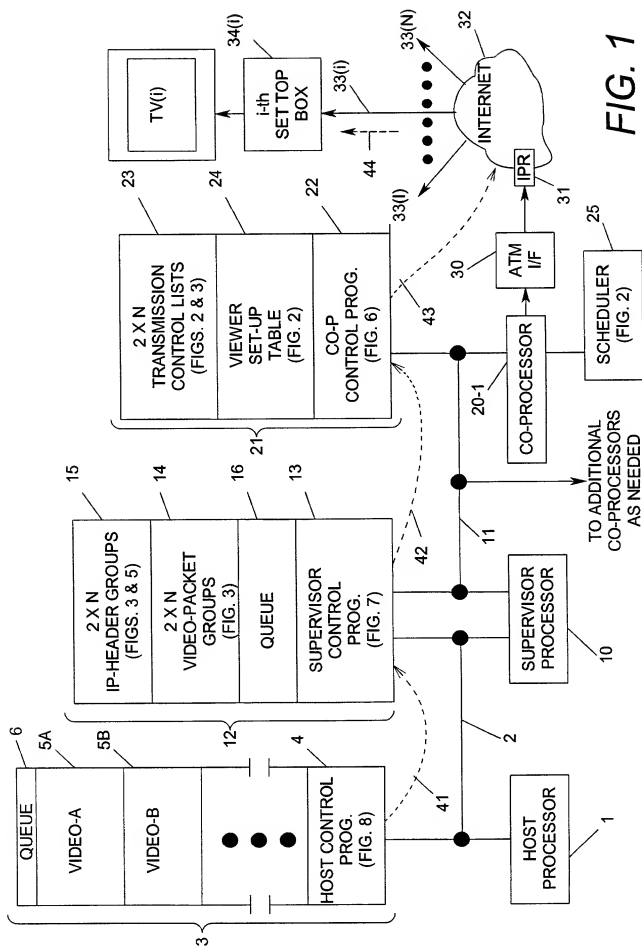 6
QUEUE
5A
VIDEO-A
5B
VIDEO-B
4
HOST CONTROL
PROG.
(FIG. 8)
3
41
2
HOST
PROCESSOR
1
15
2 X N
IP-HEADER GROUPS
(FIGS. 3 & 5)
14
2 X N
VIDEO-PACKET
GROUPS
(FIG. 3)
16
QUEUE
13
SUPERVISOR
CONTROL
PROG.
(FIG. 7)
12
42
11
SUPERVISOR
PROCESSOR
10
TO ADDITIONAL
CO-PROCESSORS
AS NEEDED
23
2 X N
TRANSMISSION
CONTROL LISTS
(FIGS. 2 & 3)
24
VIEWER
SET-UP
TABLE
(FIG. 2)
22
CO-P
CONTROL PROG.
(FIG. 6)
21
43
CO-PROCESSOR
20-1
SCHEDULER
(FIG. 2)
25
ATM
I/F
30
IPR
31
INTERNET
32
33(I)
33(i)
33(N)
44
i-th
SET TOP
BOX
34(i)
TV(i)
FIG. 1